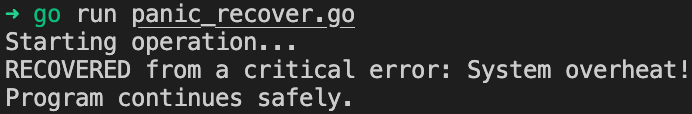 ➜ go run panic_recover.go
Starting operation...
RECOVERED from a critical error: System overheat!
Program continues safely.